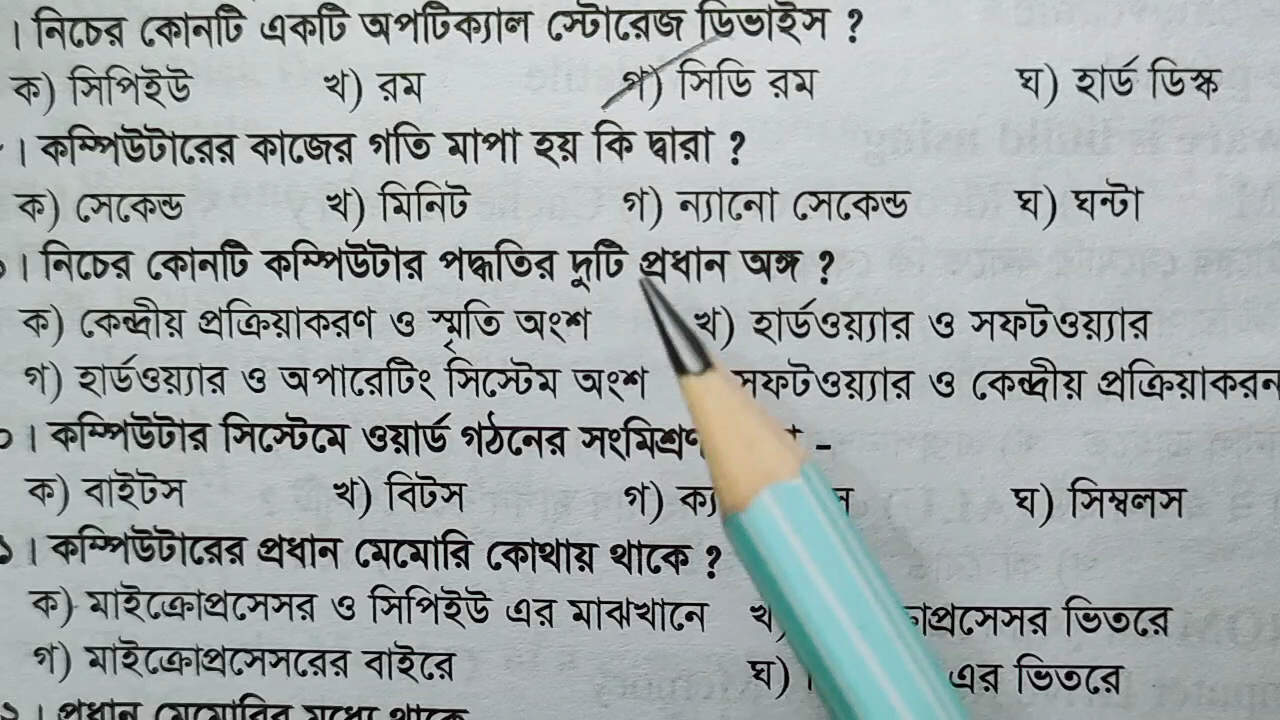 । নিচের কোনটি একটি অপটিক্যাল স্টোরেজ ডিভাইস ?
ক) সিপিইউ খ) রম গ) সিডি রম ঘ) হার্ড ডিস্ক
। কম্পিউটারের কাজের গতি মাপা হয় কি দ্বারা ?
ক) সেকেন্ড খ) মিনিট গ) ন্যানো সেকেন্ড ঘ) ঘন্টা
। নিচের কোনটি কম্পিউটার পদ্ধতির দুটি প্রধান অঙ্গ ?
ক) কেন্দ্রীয় প্রক্রিয়াকরণ ও স্মৃতি অংশ খ) হার্ডওয়্যার ও সফটওয়্যার
গ) হার্ডওয়্যার ও অপারেটিং সিস্টেম অংশ সফটওয়্যার ও কেন্দ্রীয় প্রক্রিয়াকরন
। কম্পিউটার সিস্টেমে ওয়ার্ড গঠনের সংমিশ্রণ –
ক) বাইটস খ) বিটস গ) ঘ) সিম্বলস
। কম্পিউটারের প্রধান মেমোরি কোথায় থাকে ?
ক) মাইক্রোপ্রসেসর ও সিপিইউ এর মাঝখানে খ) ভিতরে
গ) মাইক্রোপ্রসেসরের বাইরে ঘ) এর ভিতরে
। প্রধান মেমোরির মধ্যে থাকে